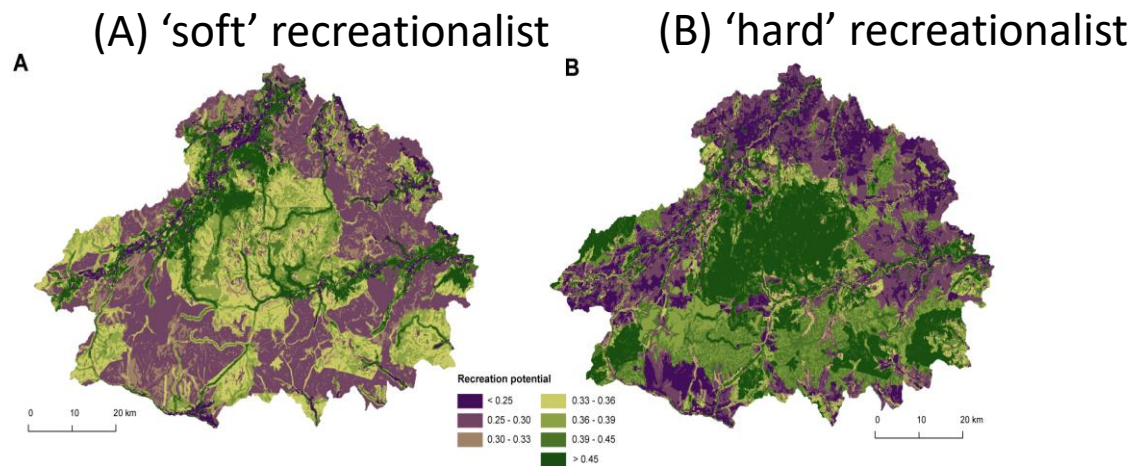 (A) ‘soft’ recreationalist
(B) ‘hard’ recreationalist
A
B
Recreation potential
< 0.25
0.25 - 0.30
0.30 - 0.33
0.33 - 0.36
0.36 - 0.39
0.39 - 0.45
> 0.45
0 10 20 km
0 10 20 km